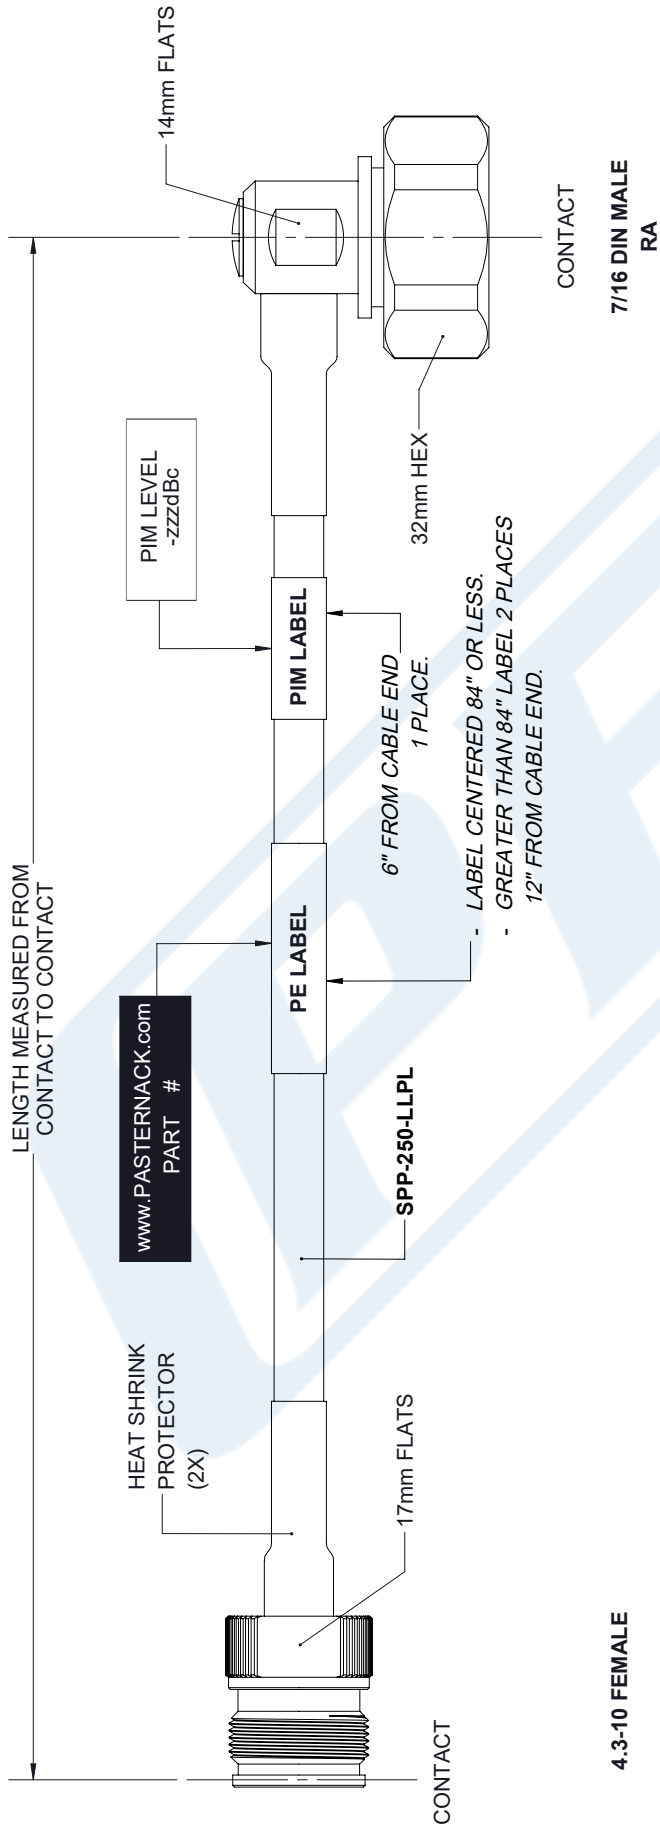 LENGTH MEASURED FROM
CONTACT TO CONTACT
HEAT SHRINK
PROTECTOR
(2X)
www.PASTERNACK.com
PART #
PIM LEVEL
-zzzdBc
14mm FLATS
PE LABEL
PIM LABEL
17mm FLATS
SPP-250-LLPL
6" FROM CABLE END
1 PLACE.
32mm HEX
- LABEL CENTERED 84" OR LESS.
- GREATER THAN 84" LABEL 2 PLACES
12" FROM CABLE END.
CONTACT
CONTACT
4.3-10 FEMALE
7/16 DIN MALE
RA